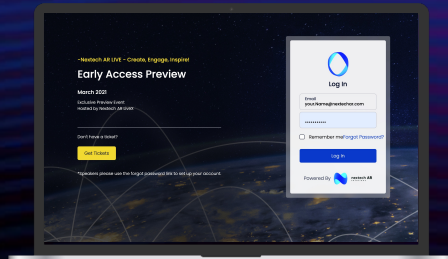 ~Nextech AR LIVE - Create, Engage, Inspire!
Early Access Preview
March 2021
Exclusive Preview Event
Hosted by Nextech AR
Don't have a ticket?
Get Tickets
*Speakers please use the forgot password link to set up your account
Log In
Email
your.Name@nextechar.com
Remember me Forgot Password?
Log In
Powered By nextech AR